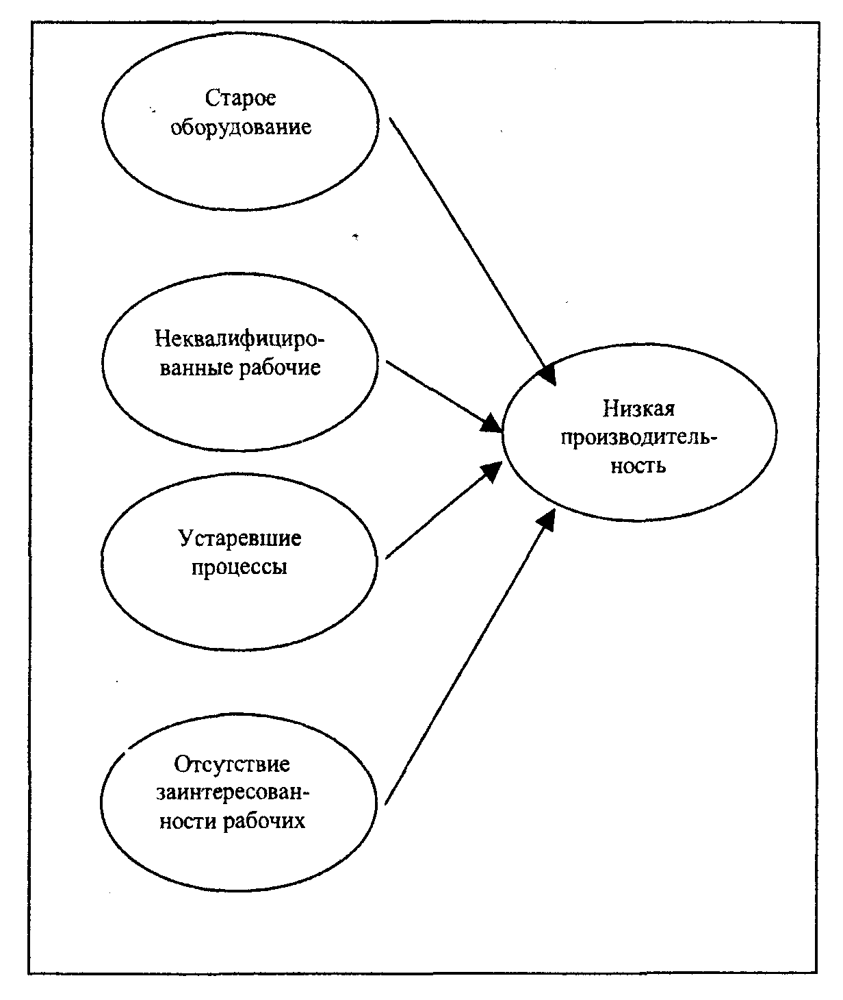 Старое
оборудование
Неквалифициро-
ванные рабочие
Низкая
производитель-
ность
Устаревшие
процессы
Отсутствие
заинтересован-
ности рабочих